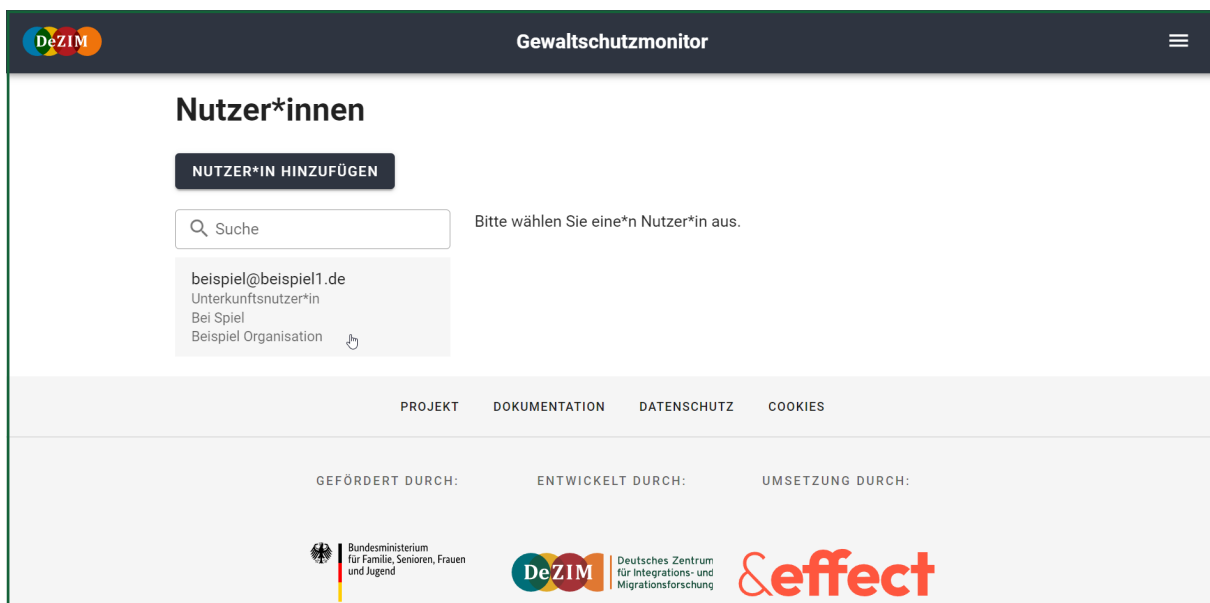 DeZIM
Gewaltschutzmonitor
Nutzer*innen
NUTZER*IN HINZUFÜGEN
Suche
Bitte wählen Sie eine*n Nutzer*in aus.
beispiel@beispiel1.de
Unterkunftsnutzer*in
Bei Spiel
Beispiel Organisation
PROJEKT DOKUMENTATION DATENSCHUTZ COOKIES
GEFÖRDERT DURCH: ENTWICKELT DURCH: UMSETZUNG DURCH:
Bundesministerium
für Familie, Senioren, Frauen
und Jugend
DeZIM
Deutsches Zentrum
für Integrations- und
Migrationsforschung
&effect